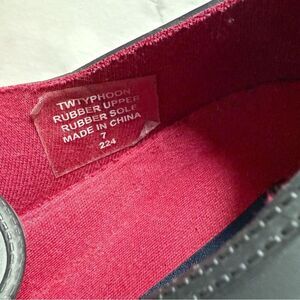 TWTYPHOON
RUBBER UPPER
RUBBER SOLE
MADE IN CHINA
7
224